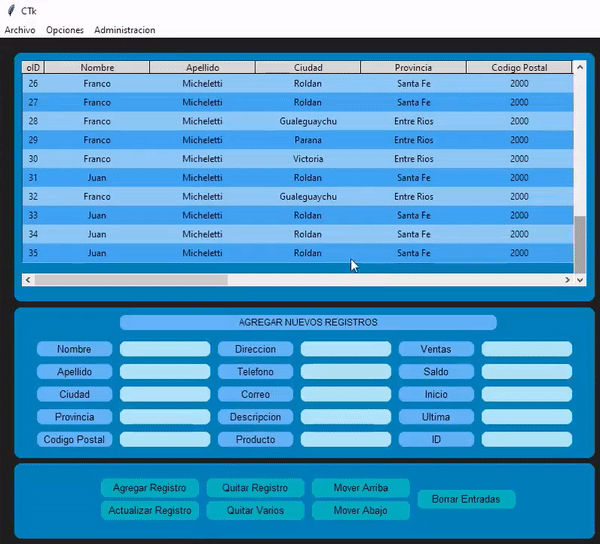 CTk
Archivo Opciones Administracion
oID Nombre Apellido Ciudad Provincia Codigo Postal
26 Franco Micheletti Roldan Santa Fe 2000
27 Franco Micheletti Roldan Santa Fe 2000
28 Franco Micheletti Gualeguaychu Entre Rios 2000
29 Franco Micheletti Parana Entre Rios 2000
30 Franco Micheletti Victoria Entre Rios 2000
31 Juan Micheletti Roldan Santa Fe 2000
32 Franco Micheletti Gualeguaychu Entre Rios 2000
33 Juan Micheletti Roldan Santa Fe 2000
34 Juan Micheletti Roldan Santa Fe 2000
35 Juan Micheletti Roldan Santa Fe 2000
AGREGAR NUEVOS REGISTROS
Nombre Direccion Ventas
Apellido Telefono Saldo
Ciudad Correo Inicio
Provincia Descripcion Ultima
Codigo Postal Producto ID
Agregar Registro Quitar Registro Mover Arriba
Borrar Entradas
Actualizar Registro Quitar Varios Mover Abajo